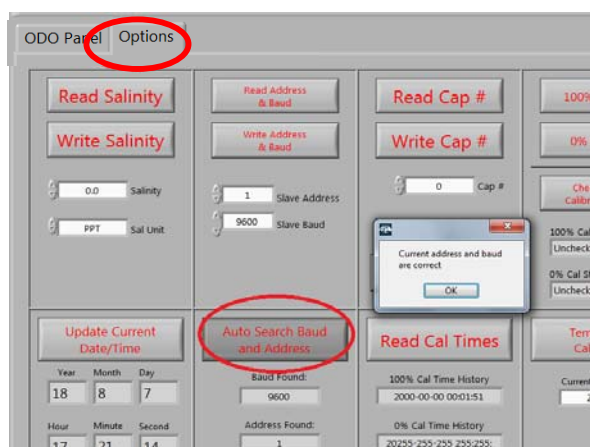 ODO Panel Options
Read Salinity
Write Salinity
0.0 Salinity
PPT Sal Unit
Read Address
& Baud
Write Address
& Baud
1 Slave Address
9600 Slave Baud
Read Cap #
Write Cap #
0 Cap #
Current address and baud
are correct
OK
100%
0%
100% Cal
Uncheck
0% Cal
Uncheck
Update Current
Date/Time
Year Month Day
18 8 7
Hour Minute Second
17 21 14
Auto Search Baud
and Address
Baud Found:
9600
Address Found:
1
Read Cal Times
100% Cal Time History
2000-00-00 00:01:51
0% Cal Time History
20255-255-255 255:255:
Cal